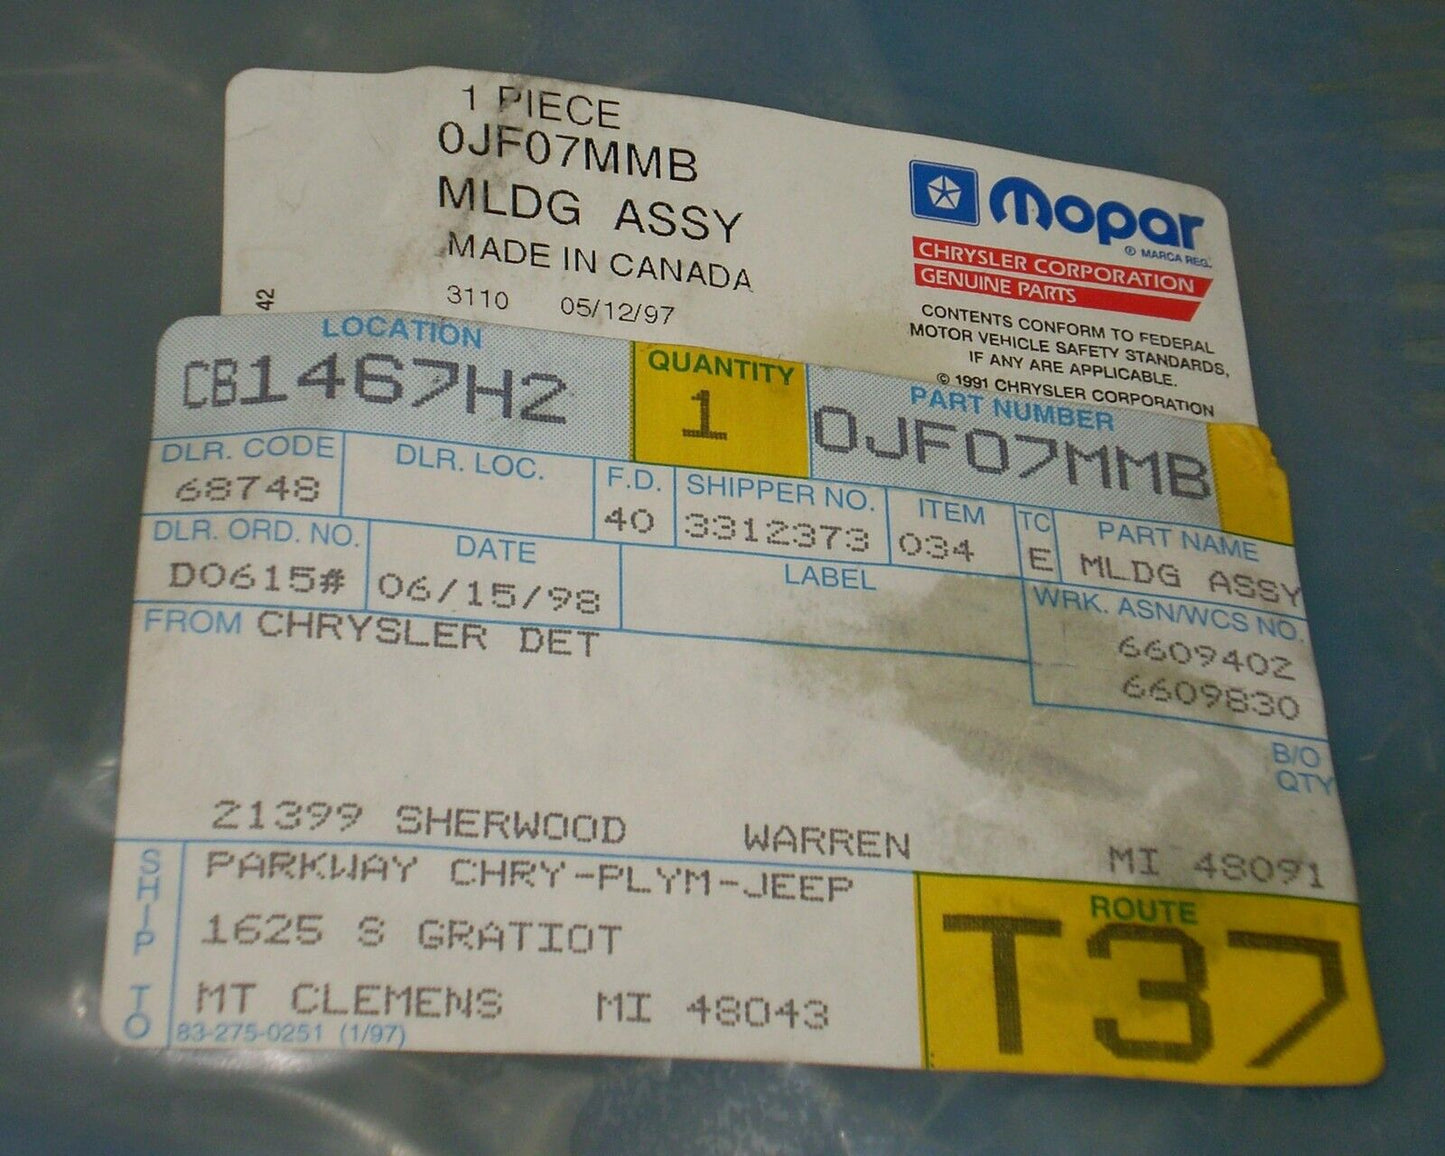 1 PIECE
0JF07MMB
MLDG ASSY
MADE IN CANADA
3110 05/12/97
42
Mopar
® MARCA REG.
CHRYSLER CORPORATION
GENUINE PARTS
CONTENTS CONFORM TO FEDERAL
MOTOR VEHICLE SAFETY STANDARDS,
IF ANY ARE APPLICABLE.
© 1991 CHRYSLER CORPORATION
LOCATION
CB1467H2
QUANTITY
1
PART NUMBER
0JF07MMB
DLR. CODE
68748
DLR. LOC.
F.D.
40
SHIPPER NO.
3312373
ITEM
034
TC
E
PART NAME
MLDG ASSY
DLR. ORD. NO.
D0615#
DATE
06/15/98
LABEL
WRK. ASN/WCS NO.
6609402
6609830
FROM CHRYSLER DET
B/O
QTY
21399 SHERWOOD WARREN MI 48091
SHIP TO
PARKWAY CHRY-PLYM-JEEP
1625 S GRATIOT
MT CLEMENS MI 48043
83-275-0251 (1/97)
ROUTE
T37